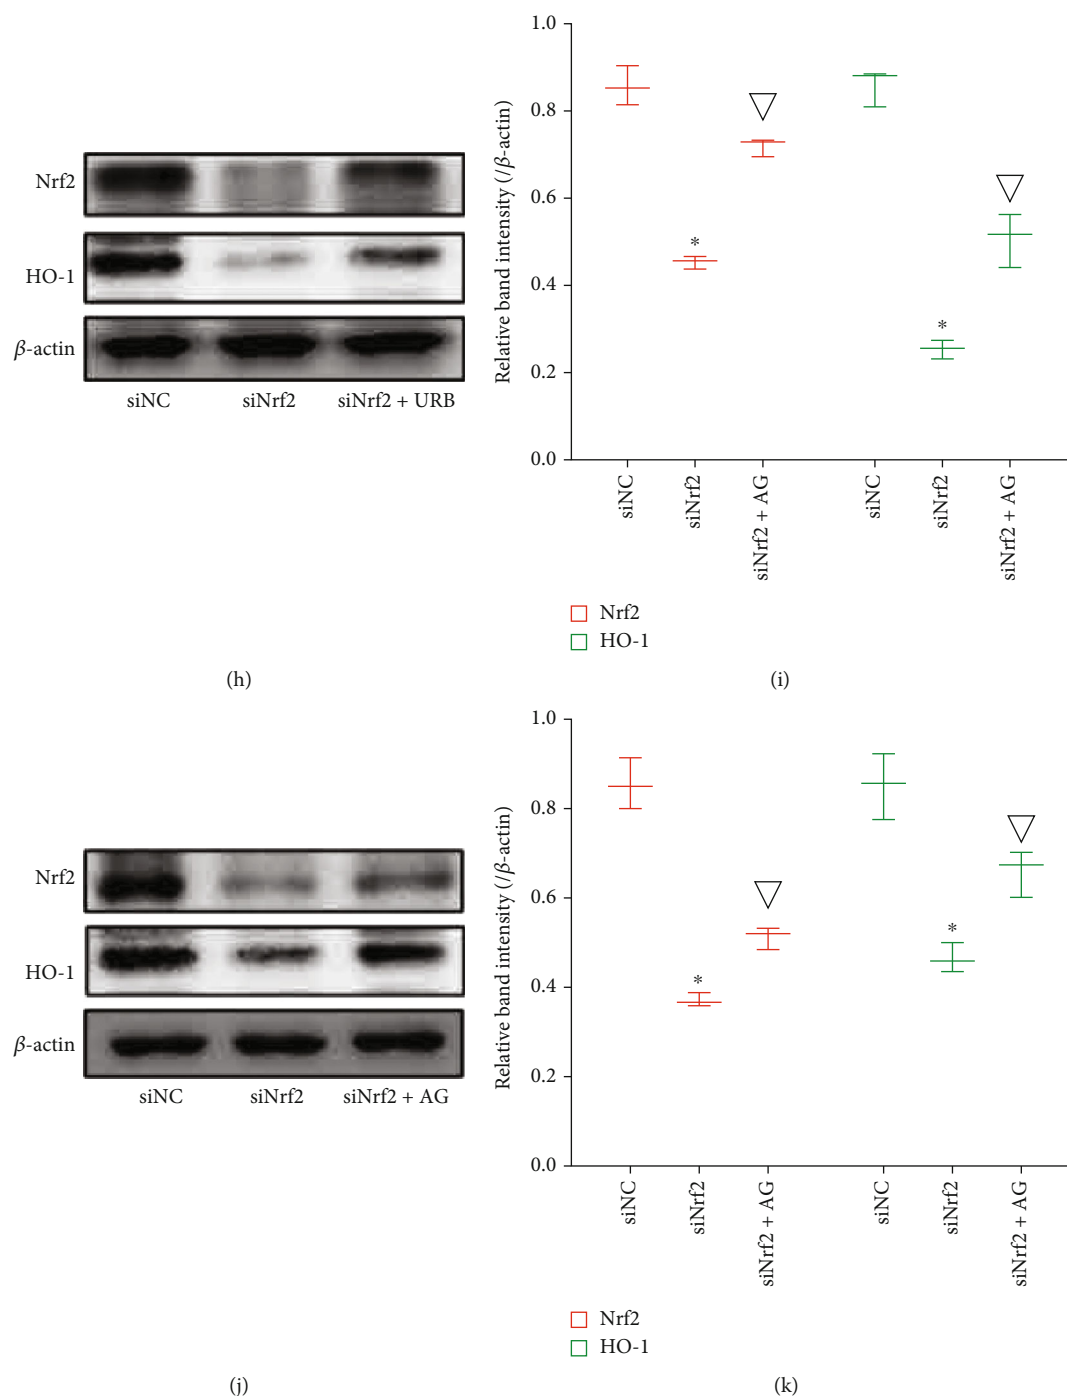 Nrf2
HO-1
β-actin
siNC siNrf2 siNrf2 + URB
(h)
Relative band intensity (/β-actin)
1.0
0.8
0.6
0.4
0.2
0.0
* *
siNC siNrf2 siNrf2 + AG siNC siNrf2 siNrf2 + AG
Nrf2
HO-1
(i)
Nrf2
HO-1
β-actin
siNC siNrf2 siNrf2 + AG
(j)
Relative band intensity (/β-actin)
1.0
0.8
0.6
0.4
0.2
0.0
* *
siNC siNrf2 siNrf2 + AG siNC siNrf2 siNrf2 + AG
Nrf2
HO-1
(k)